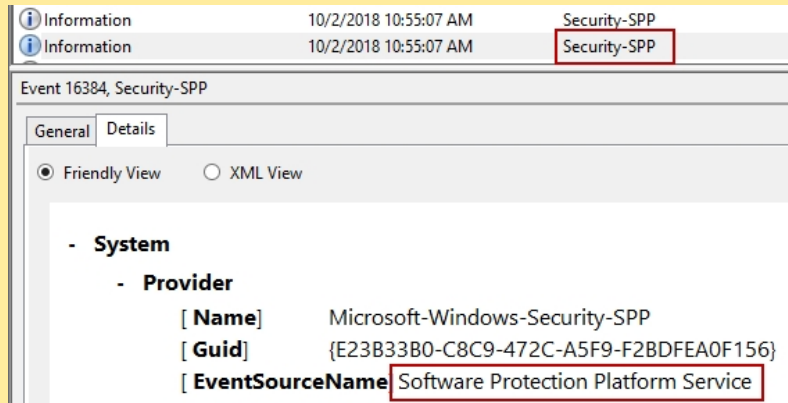 Information 10/2/2018 10:55:07 AM Security-SPP
Information 10/2/2018 10:55:07 AM Security-SPP
Event 16384, Security-SPP
General Details
Friendly View XML View
- System
- Provider
[ Name] Microsoft-Windows-Security-SPP
[ Guid] {E23B33B0-C8C9-472C-A5F9-F2BDFEA0F156}
[ EventSourceName Software Protection Platform Service